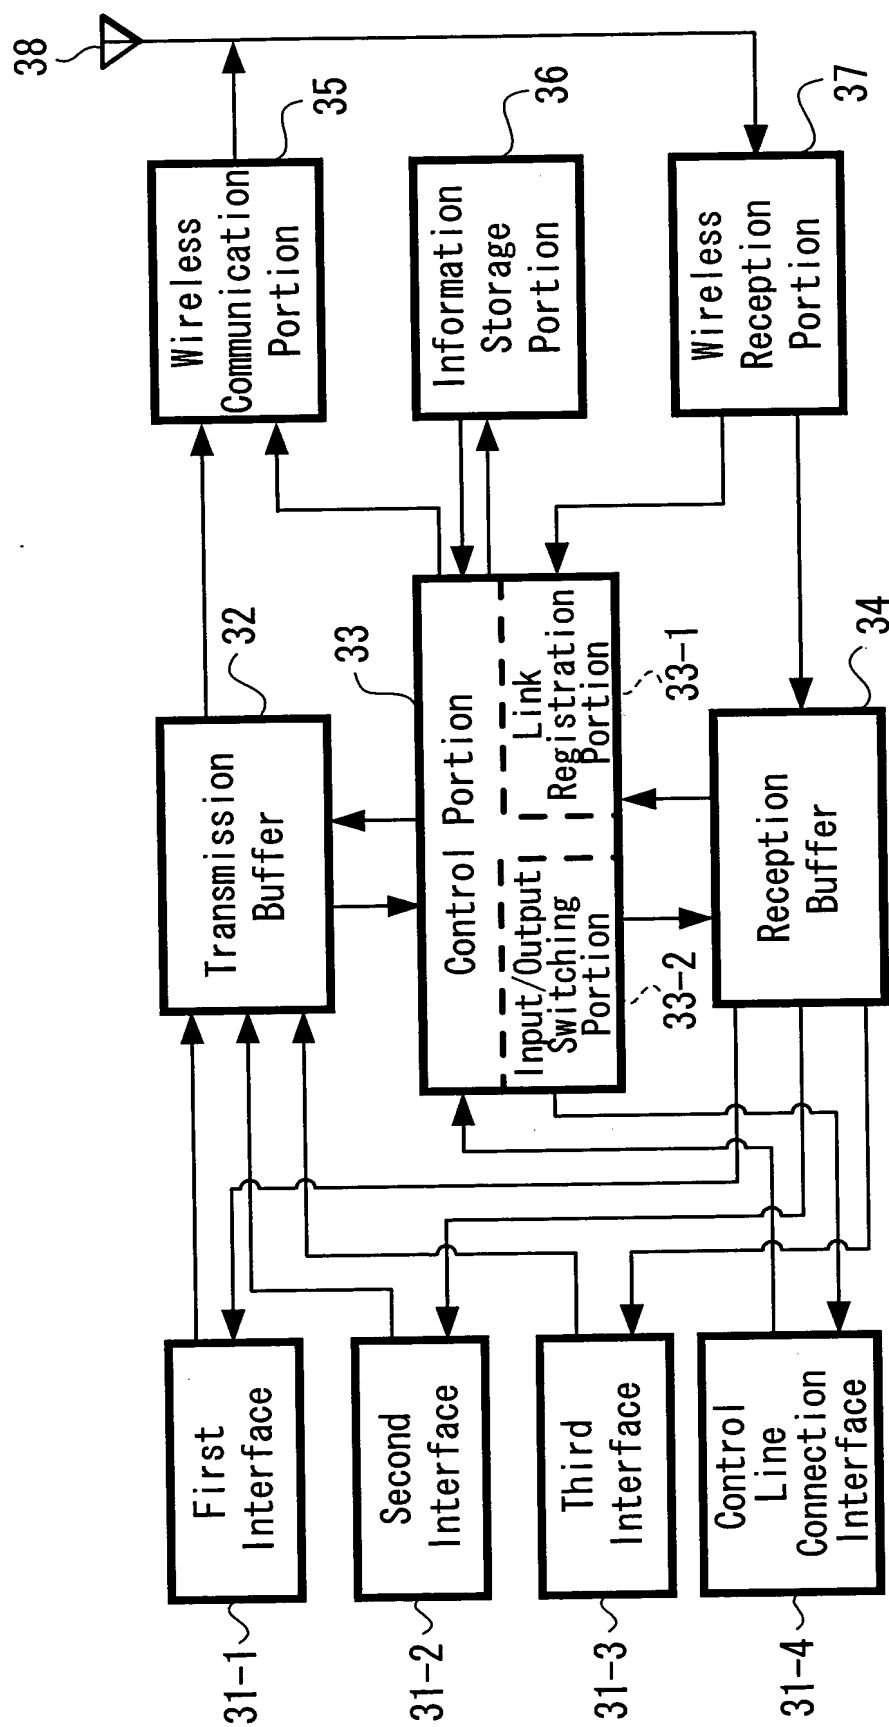 38
Wireless
Communication
Portion
35
Information
Storage
Portion
36
Wireless
Reception
Portion
37
Transmission
Buffer
32
Control Portion
33
Input/Output
Switching
Portion
33-2
Link
Registration
Portion
33-1
Reception
Buffer
34
First
Interface
31-1
Second
Interface
31-2
Third
Interface
31-3
Control
Line
Connection
Interface
31-4